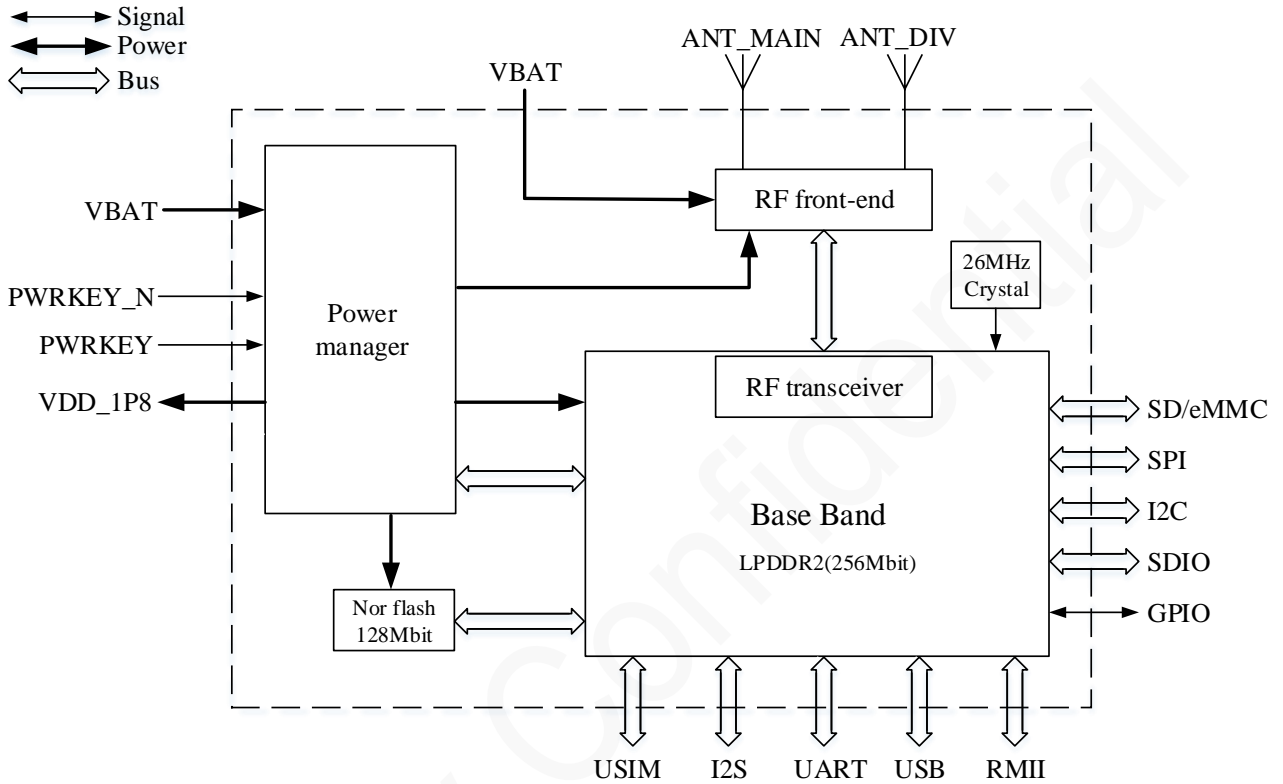 Signal
Power
Bus
ANT_MAIN
ANT_DIV
VBAT
RF front-end
VBAT
PWRKEY_N
PWRKEY
VDD_1P8
Power
manager
26MHz
Crystal
RF transceiver
Base Band
LPDDR2(256Mbit)
Nor flash
128Mbit
SD/eMMC
SPI
I2C
SDIO
GPIO
USIM
I2S
UART
USB
RMII
Confidential